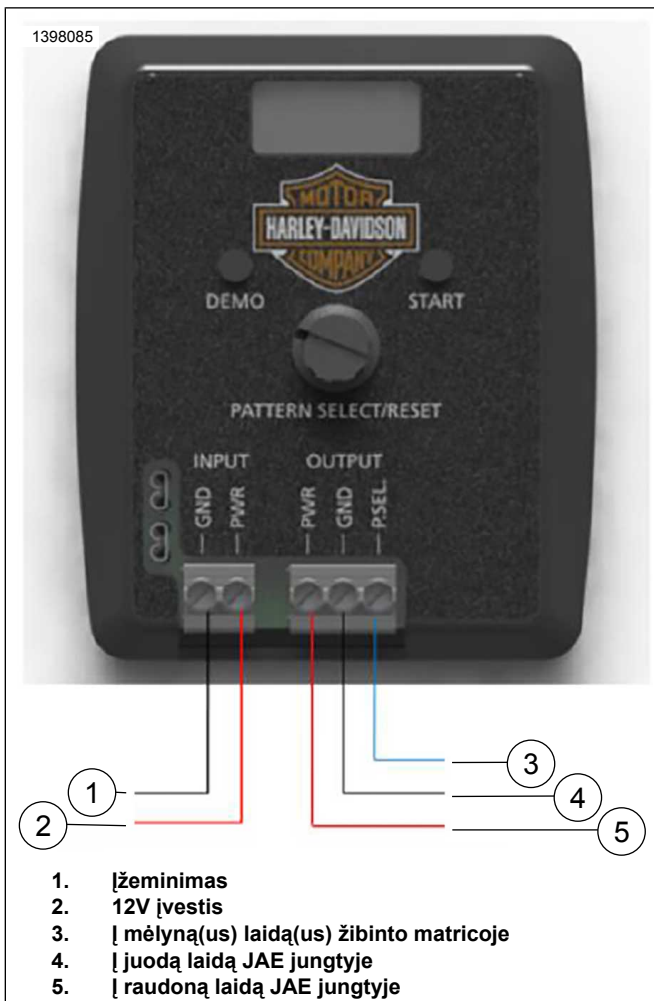 1398085
MOTOR
HARLEY-DAVIDSON
COMPANY
DEMO
START
PATTERN SELECT/RESET
INPUT
OUTPUT
GND
PWR
PWR
GND
P.SEL.
1
2
3
4
5
1. Įžeminimas
2. 12V įvestis
3. Į mėlyną(us) laidą(us) žibinto matricoje
4. Į juodą laidą JAE jungtyje
5. Į raudoną laidą JAE jungtyje